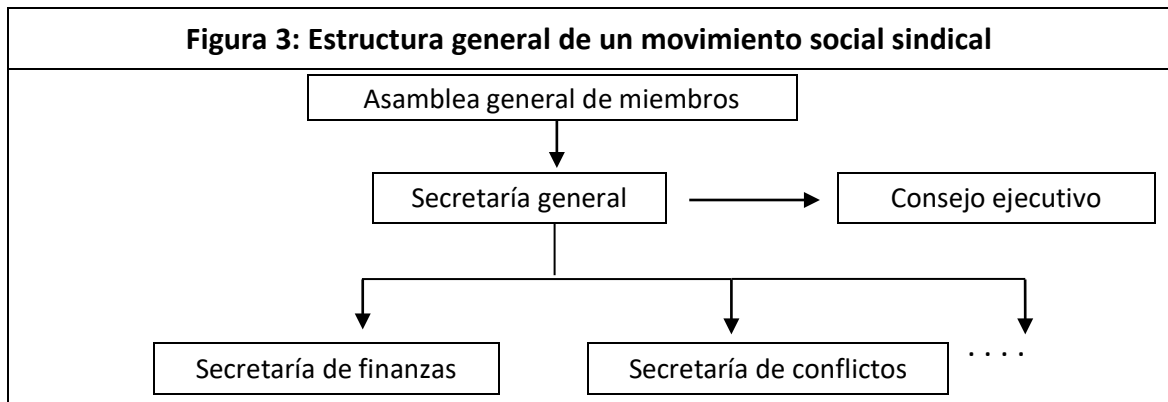 Figura 3: Estructura general de un movimiento social sindical
Asamblea general de miembros
Secretaría general
Consejo ejecutivo
Secretaría de finanzas
Secretaría de conflictos
. . . .